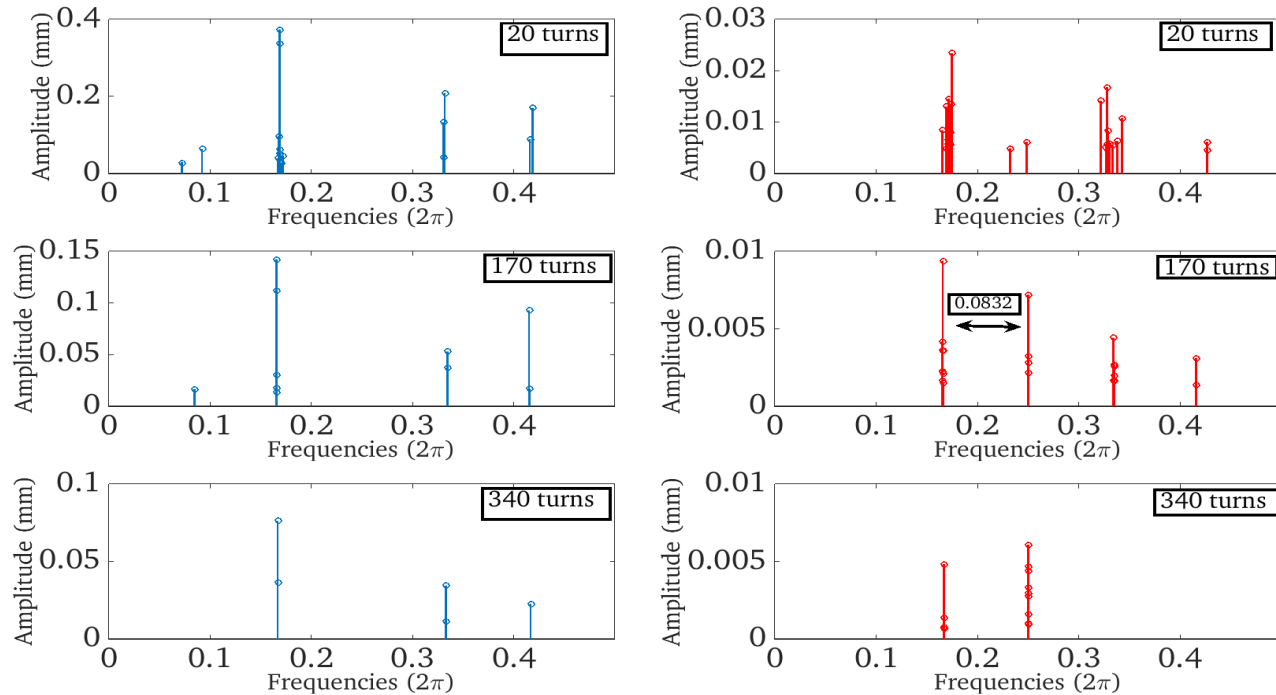 0.4
0.2
0
Amplitude (mm)
20 turns
0 0.1 0.2 0.3 0.4
Frequencies (2π)
0.03
0.02
0.01
0
Amplitude (mm)
20 turns
0 0.1 0.2 0.3 0.4
Frequencies (2π)
0.15
0.1
0.05
0
Amplitude (mm)
170 turns
0 0.1 0.2 0.3 0.4
Frequencies (2π)
0.01
0.005
0
Amplitude (mm)
170 turns
0.0832
0 0.1 0.2 0.3 0.4
Frequencies (2π)
0.1
0.05
0
Amplitude (mm)
340 turns
0 0.1 0.2 0.3 0.4
Frequencies (2π)
0.01
0.005
0
Amplitude (mm)
340 turns
0 0.1 0.2 0.3 0.4
Frequencies (2π)